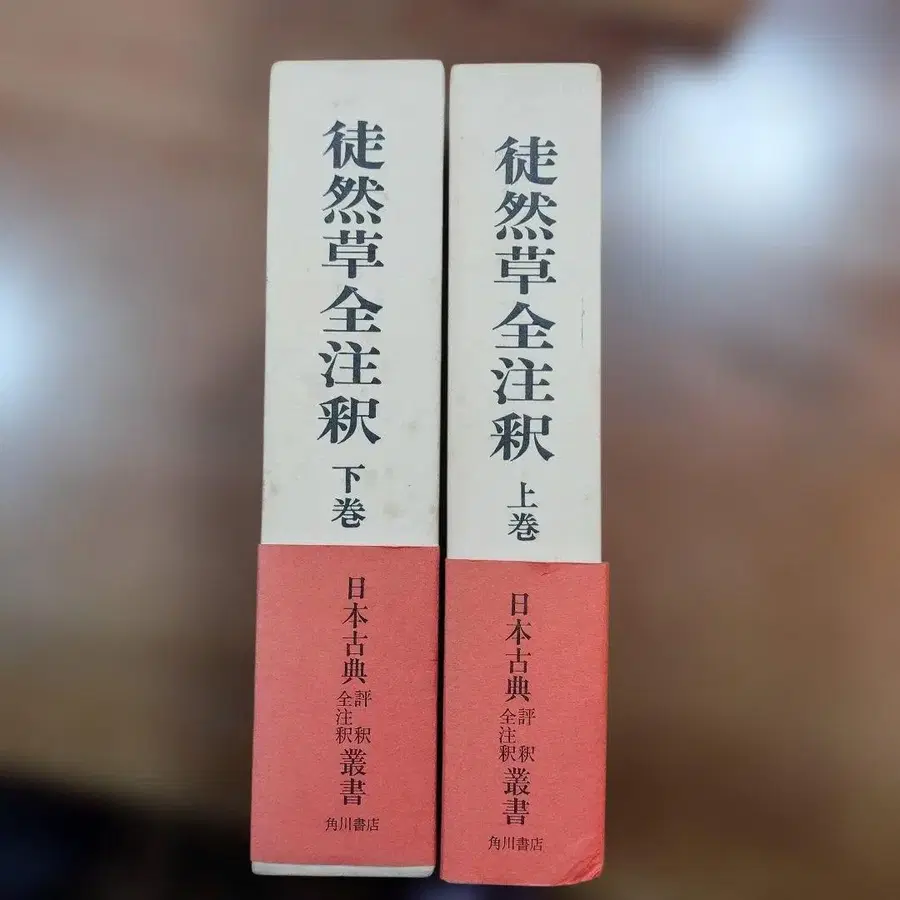 徒然草全注釈
上巻
日本古典
評釈
全注釈
叢書
角川書店
徒然草全注釈
下巻
日本古典
評釈
全注釈
叢書
角川書店